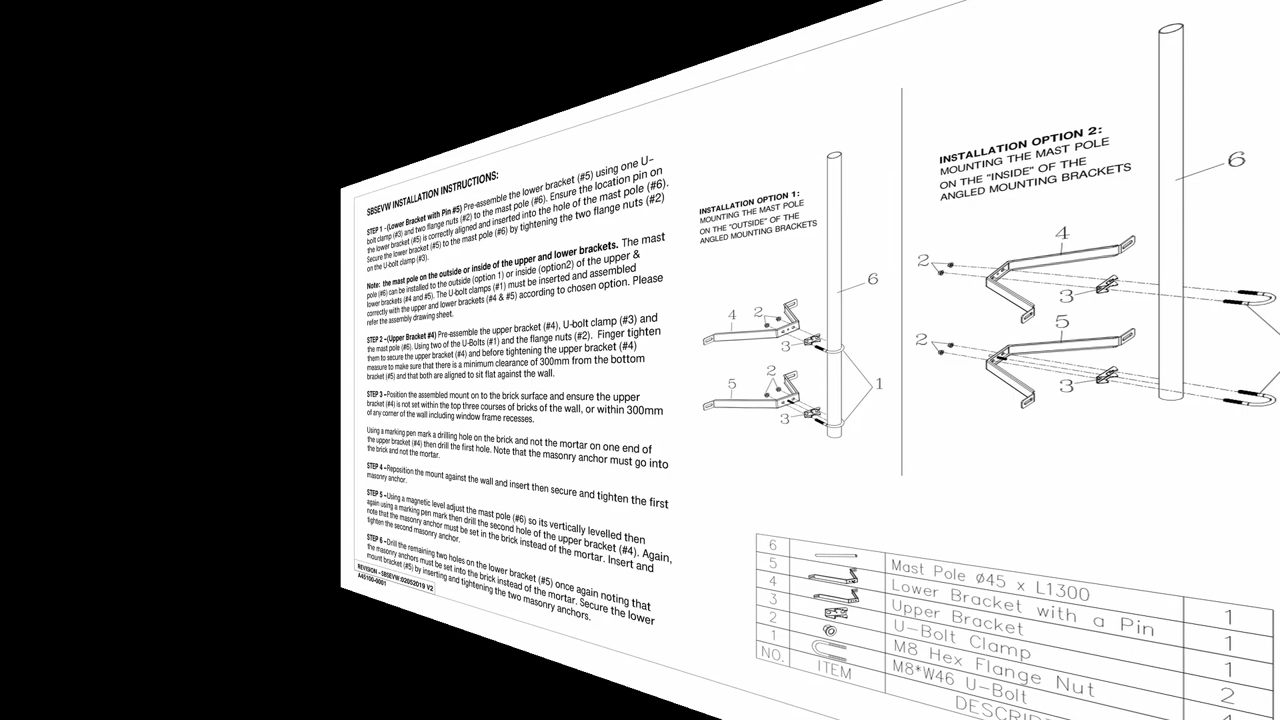 SBSEVW INSTALLATION INSTRUCTIONS:
STEP 1 -(Lower Bracket with Pin #5) Pre-assemble the lower bracket (#5) using one U-
bolt clamp (#3) and two flange nuts (#2) to the mast pole (#6). Ensure the location pin on
the lower bracket (#5) is correctly aligned and inserted into the hole of the mast pole (#6).
Secure the lower bracket (#5) to the mast pole (#6) by tightening the two flange nuts (#2)
on the U-bolt clamp (#3).
Note: the mast pole on the outside or inside of the upper and lower brackets. The mast
pole (#6) can be installed to the outside (option 1) or inside (option2) of the upper &
lower brackets (#4 and #5). The U-bolt clamps (#1) must be inserted and assembled
correctly with the upper and lower brackets (#4 & #5) according to chosen option. Please
refer the assembly drawing sheet.
STEP 2 -(Upper Bracket #4) Pre-assemble the upper bracket (#4), U-bolt clamp (#3) and
the mast pole (#6). Using two of the U-Bolts (#1) and the flange nuts (#2). Finger tighten
them to secure the upper bracket (#4) and before tightening the upper bracket (#4)
measure to make sure that there is a minimum clearance of 300mm from the bottom
bracket (#5) and that both are aligned to sit flat against the wall.
STEP 3 -Position the assembled mount on to the brick surface and ensure the upper
bracket (#4) is not set within the top three courses of bricks of the wall, or within 300mm
of any corner of the wall including window frame recesses.
Using a marking pen mark a drilling hole on the brick and not the mortar on one end of
the upper bracket (#4) then drill the first hole. Note that the masonry anchor must go into
the brick and not the mortar.
STEP 4 -Reposition the mount against the wall and insert then secure and tighten the first
masonry anchor.
STEP 5 -Using a magnetic level adjust the mast pole (#6) so its vertically levelled then
again using a marking pen mark then drill the second hole of the upper bracket (#4). Again,
note that the masonry anchor must be set in the brick instead of the mortar. Insert and
tighten the second masonry anchor.
STEP 6 -Drill the remaining two holes on the lower bracket (#5) once again noting that
the masonry anchors must be set into the brick instead of the mortar. Secure the lower
mount bracket (#5) by inserting and tightening the two masonry anchors.
REVISION -SBSEVW:02052019 V2
A45100-0001
INSTALLATION OPTION 1:
MOUNTING THE MAST POLE
ON THE "OUTSIDE" OF THE
ANGLED MOUNTING BRACKETS
6
4
2
3
5
2
3
1
INSTALLATION OPTION 2:
MOUNTING THE MAST POLE
ON THE "INSIDE" OF THE
ANGLED MOUNTING BRACKETS
6
4
2
3
5
2
3
6 Mast Pole ø45 x L1300 1
5 Lower Bracket with a Pin 1
4 Upper Bracket 1
3 U-Bolt Clamp 2
2 M8 Hex Flange Nut
1 M8*W46 U-Bolt
NO. ITEM